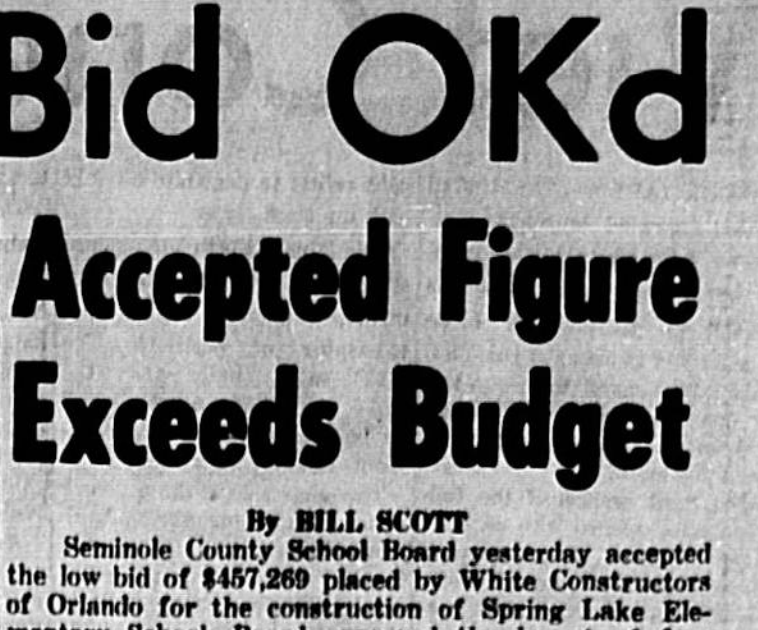 Bid OKd
Accepted Figure
Exceeds Budget
By BILL SCOTT
Seminole County School Board yesterday accepted
the low bid of $457,269 placed by White Constructors
of Orlando for the construction of Spring Lake Ele-